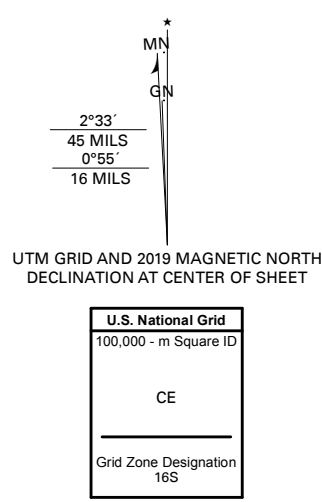 ★
MN
GN
2°33´
45 MILS
0°55´
16 MILS
UTM GRID AND 2019 MAGNETIC NORTH
DECLINATION AT CENTER OF SHEET
U.S. National Grid
100,000 - m Square ID
CE
Grid Zone Designation
16S